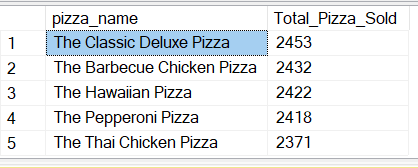 pizza_name Total_Pizza_Sold
1 The Classic Deluxe Pizza 2453
2 The Barbecue Chicken Pizza 2432
3 The Hawaiian Pizza 2422
4 The Pepperoni Pizza 2418
5 The Thai Chicken Pizza 2371